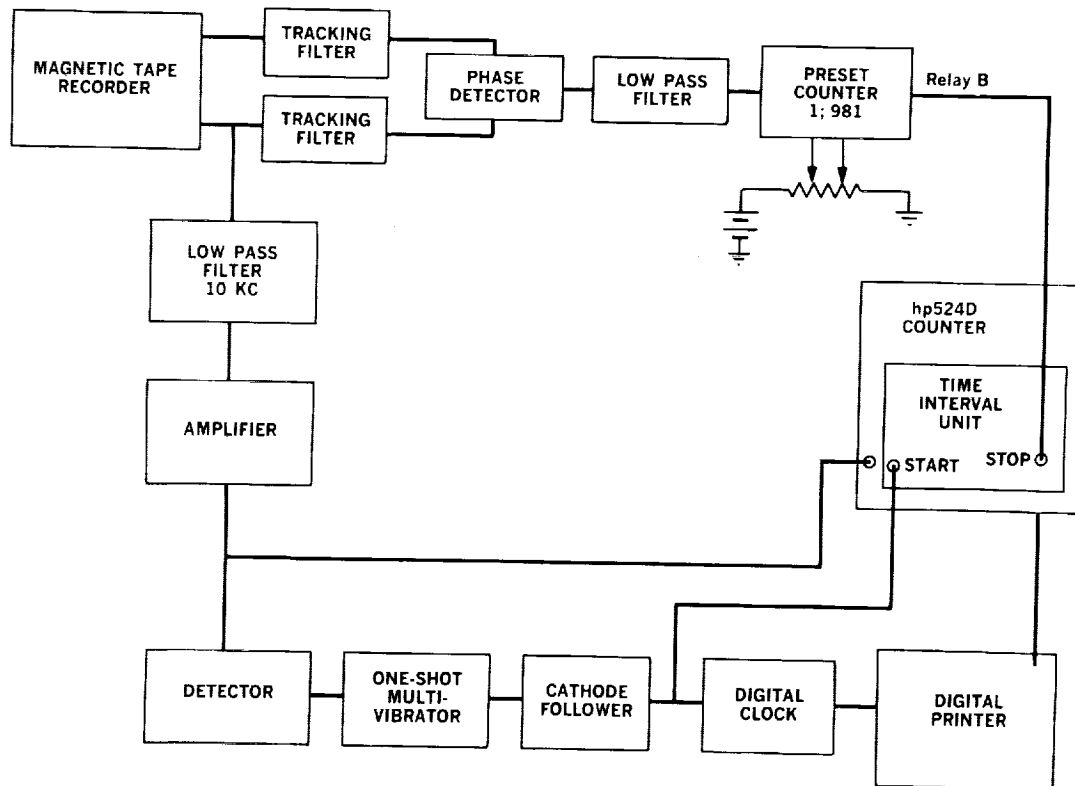 MAGNETIC TAPE
RECORDER
TRACKING
FILTER
TRACKING
FILTER
PHASE
DETECTOR
LOW PASS
FILTER
PRESET
COUNTER
1; 981
Relay B
LOW PASS
FILTER
10 KC
hp524D
COUNTER
TIME
INTERVAL
UNIT
START
STOP
AMPLIFIER
DETECTOR
ONE-SHOT
MULTI-
VIBRATOR
CATHODE
FOLLOWER
DIGITAL
CLOCK
DIGITAL
PRINTER